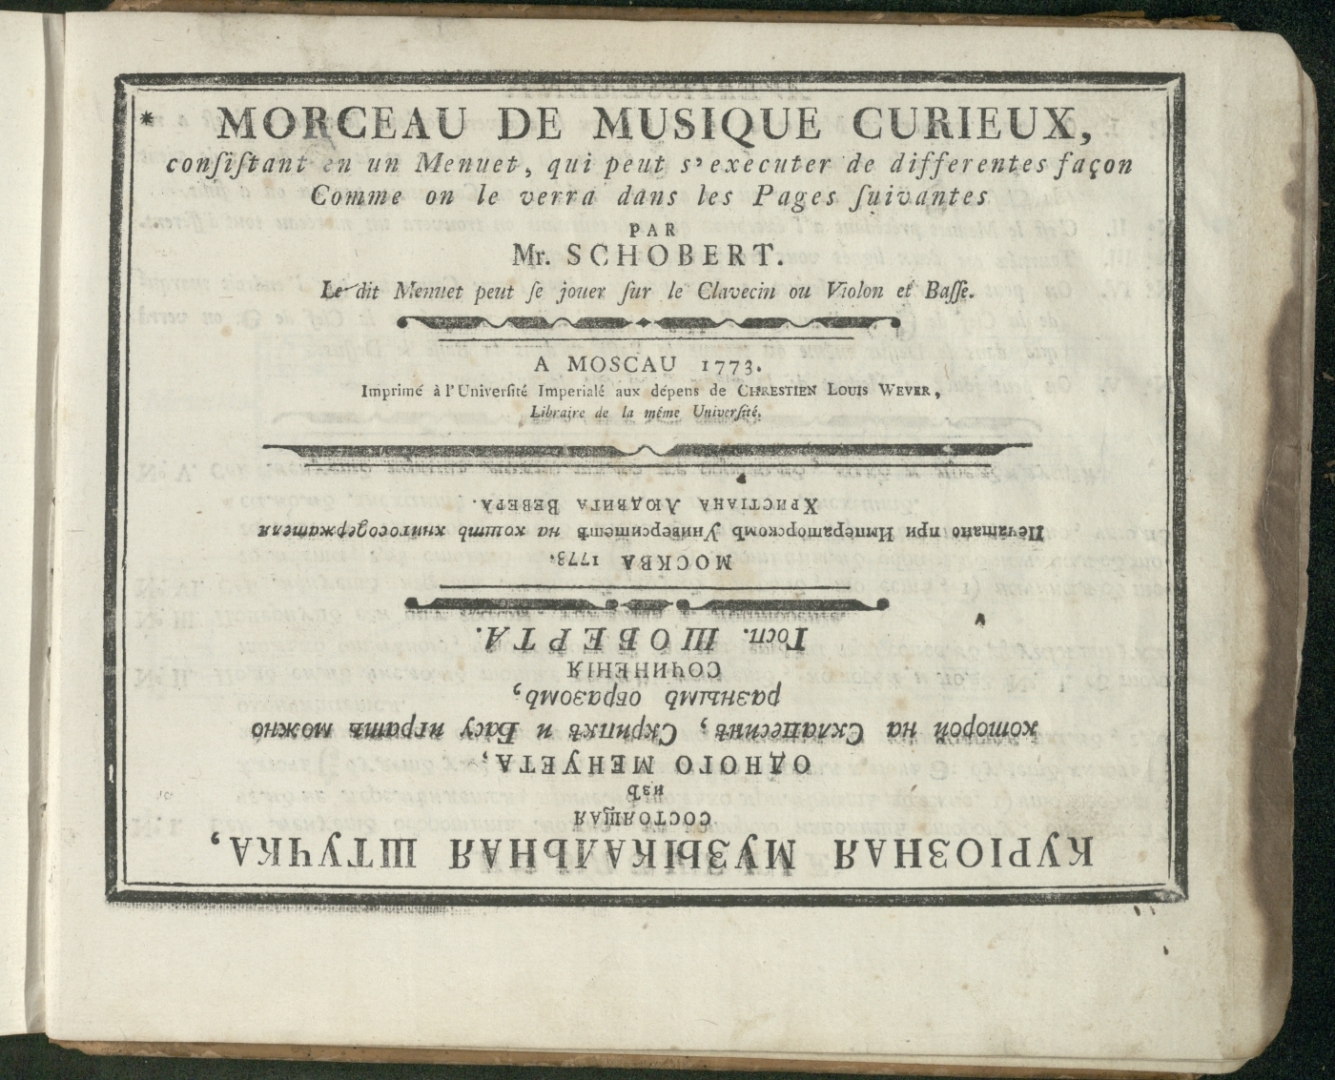 * MORCEAU DE MUSIQUE CURIEUX,
conſiſtant en un Menuet, qui peut s'executer de differentes façon
Comme on le verra dans les Pages ſuivantes
PAR
Mr. SCHOBERT.
Le dit Menuet peut ſe jouer ſur le Clavecin ou Violon et Baſſe.
A MOSCAU 1773.
Imprimé à l'Univerſité Imperialé aux dépens de CHRESTIEN LOUIS WEVER,
Libraire de la méme Univerſité.
КУРІОЗНАЯ МУЗЫКАЛЬНАЯ ШТУЧКА,
СОСТОЯЩАЯ
ИЗЪ
ОДНОГО МЕНУЕТА,
которой на Склапесинѣ, Скрипкѣ и Басу играть можно
разнымъ образомъ,
СОЧИНЕНІЯ
Госп. ШОБЕРТА.
МОСКВА 1773.
Печатано при Императорскомъ Университетѣ на кошт книгосодержателя
ХРИСТІАНА ЛЮДВИГА ВЕВЕРА.